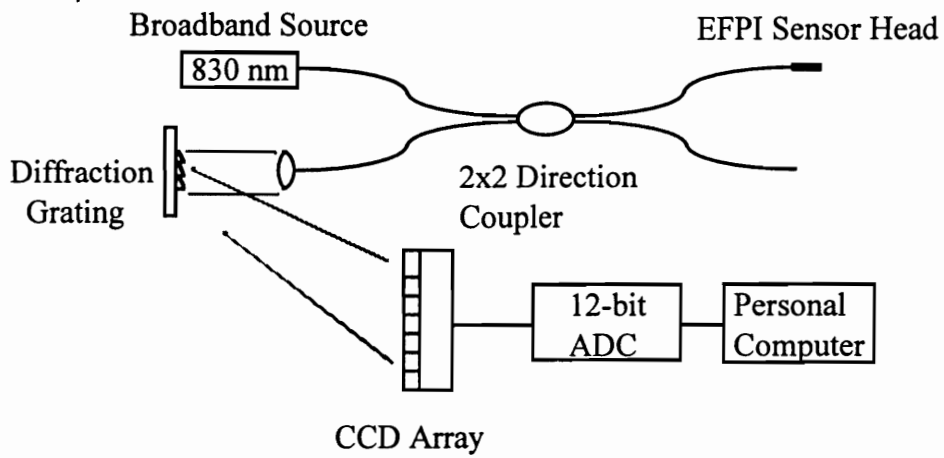 Broadband Source
EFPI Sensor Head
830 nm
Diffraction
Grating
2x2 Direction
Coupler
12-bit
ADC
Personal
Computer
CCD Array